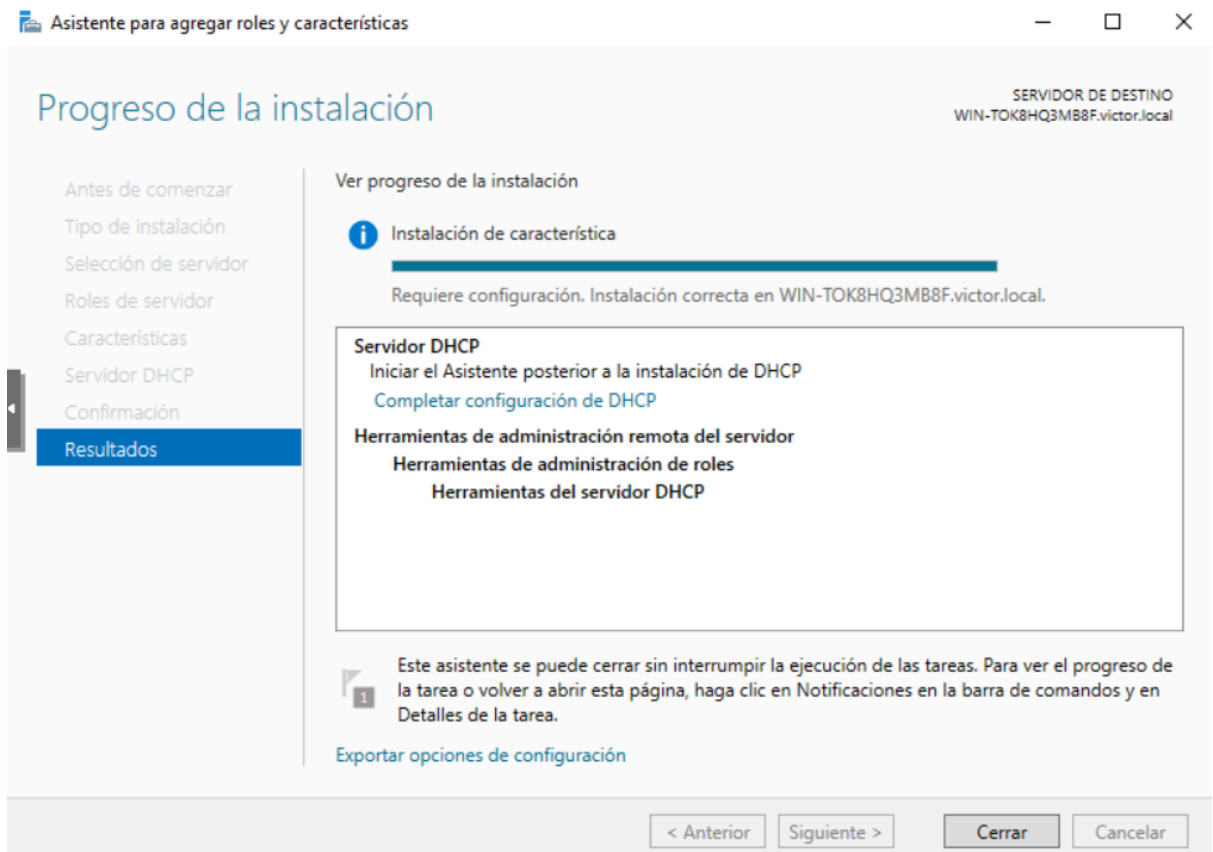 Asistente para agregar roles y características
Progreso de la instalación
SERVIDOR DE DESTINO
WIN-TOK8HQ3MB8F.victor.local
Antes de comenzar
Tipo de instalación
Selección de servidor
Roles de servidor
Características
Servidor DHCP
Confirmación
Resultados
Ver progreso de la instalación
Instalación de característica
Requiere configuración. Instalación correcta en WIN-TOK8HQ3MB8F.victor.local.
Servidor DHCP
Iniciar el Asistente posterior a la instalación de DHCP
Completar configuración de DHCP
Herramientas de administración remota del servidor
Herramientas de administración de roles
Herramientas del servidor DHCP
1
Este asistente se puede cerrar sin interrumpir la ejecución de las tareas. Para ver el progreso de
la tarea o volver a abrir esta página, haga clic en Notificaciones en la barra de comandos y en
Detalles de la tarea.
Exportar opciones de configuración
< Anterior
Siguiente >
Cerrar
Cancelar